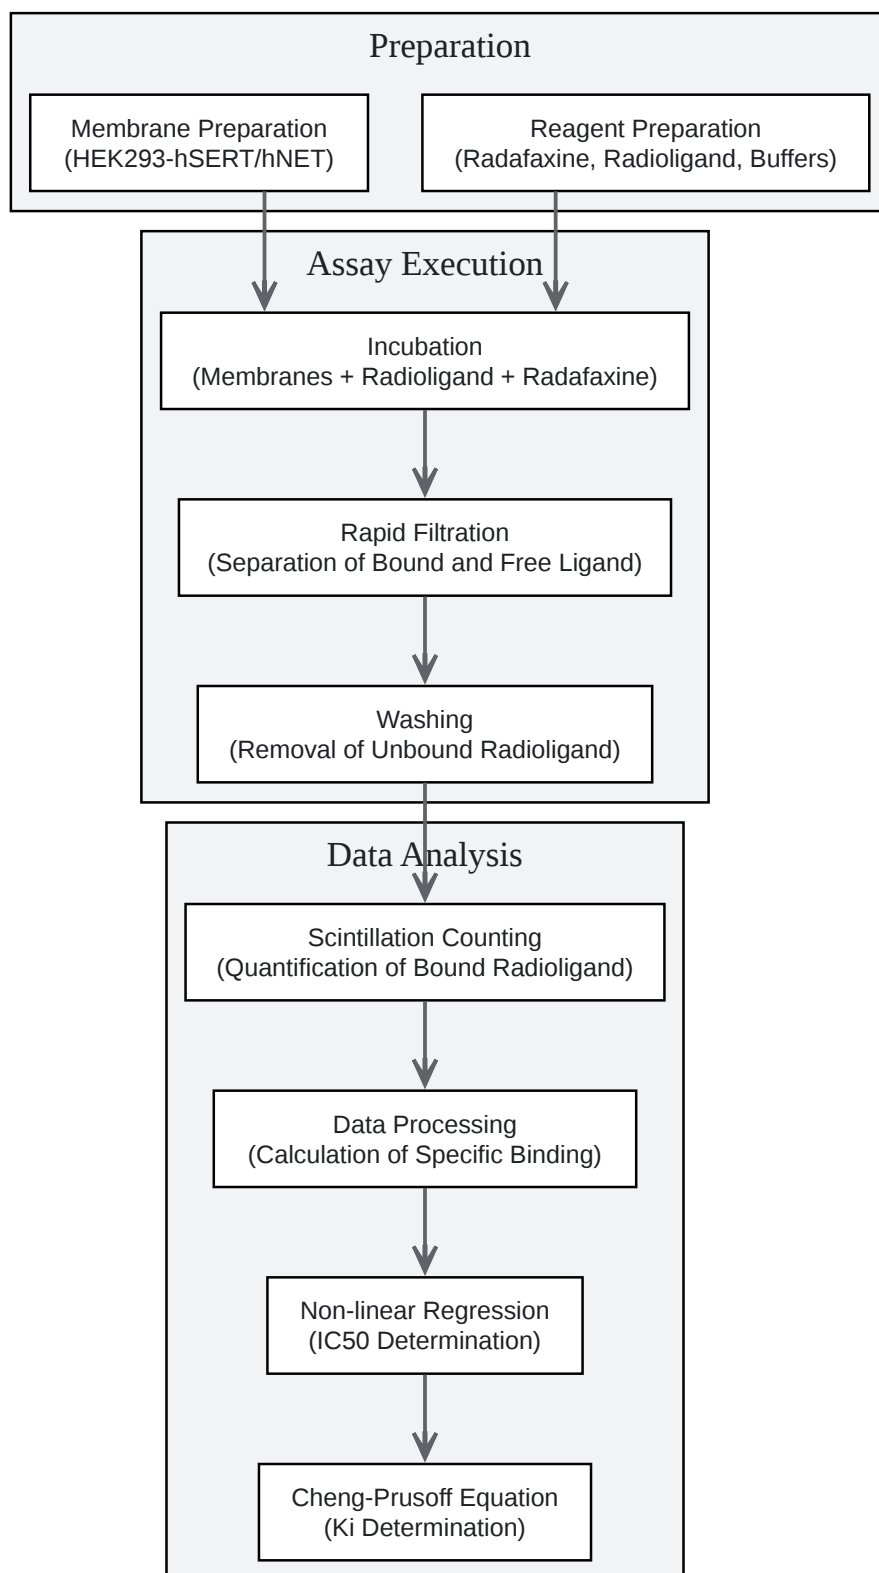 Preparation
Membrane Preparation
(HEK293-hSERT/hNET)
Reagent Preparation
(Radafaxine, Radioligand, Buffers)
Assay Execution
Incubation
(Membranes + Radioligand + Radafaxine)
Rapid Filtration
(Separation of Bound and Free Ligand)
Washing
(Removal of Unbound Radioligand)
Data Analysis
Scintillation Counting
(Quantification of Bound Radioligand)
Data Processing
(Calculation of Specific Binding)
Non-linear Regression
(IC50 Determination)
Cheng-Prusoff Equation
(Ki Determination)